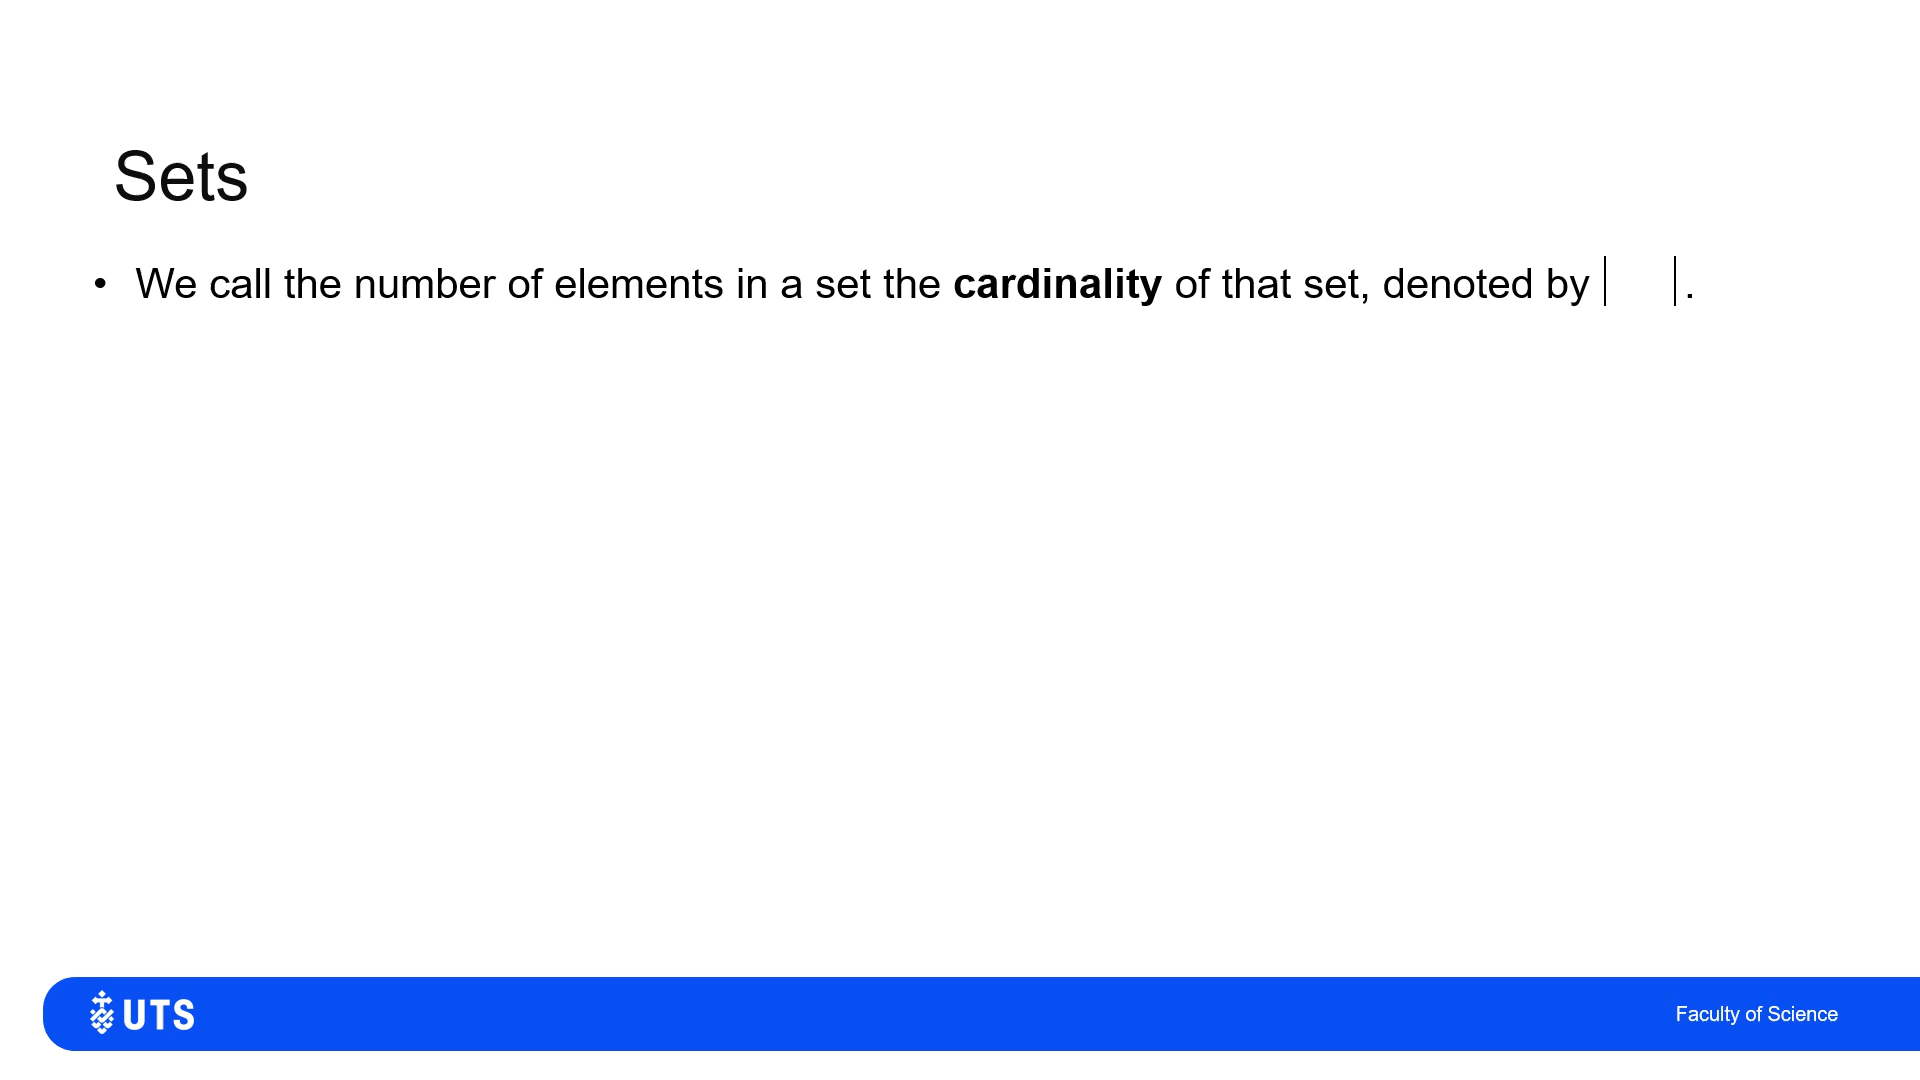 Sets
• We call the number of elements in a set the cardinality of that set, denoted by |  |.
UTS
Faculty of Science